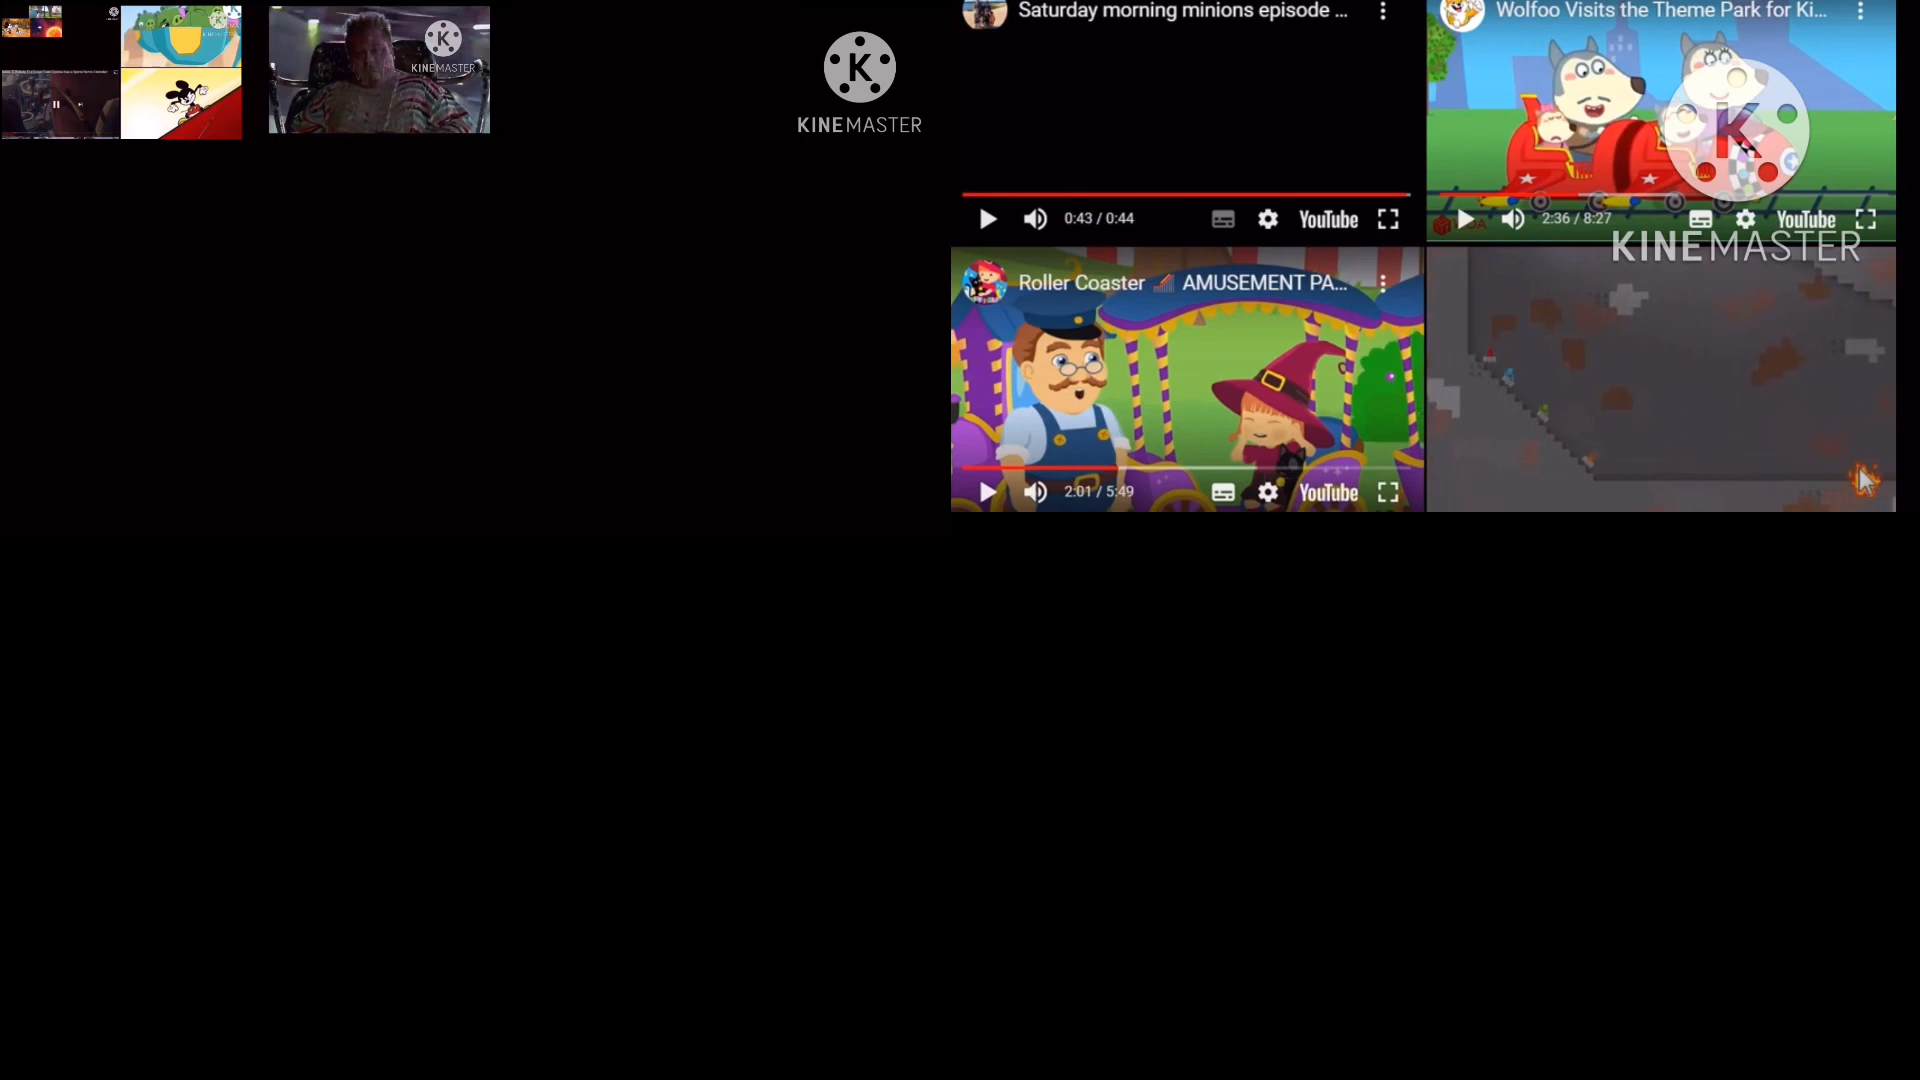 KINEMASTER
KINEMASTER
Saturday morning minions episode ...
0:43 / 0:44
YouTube
Wolfoo Visits the Theme Park for Ki...
2:36 / 8:27
YouTube
KINEMASTER
Roller Coaster 🎢 AMUSEMENT PA...
2:01 / 5:49
YouTube